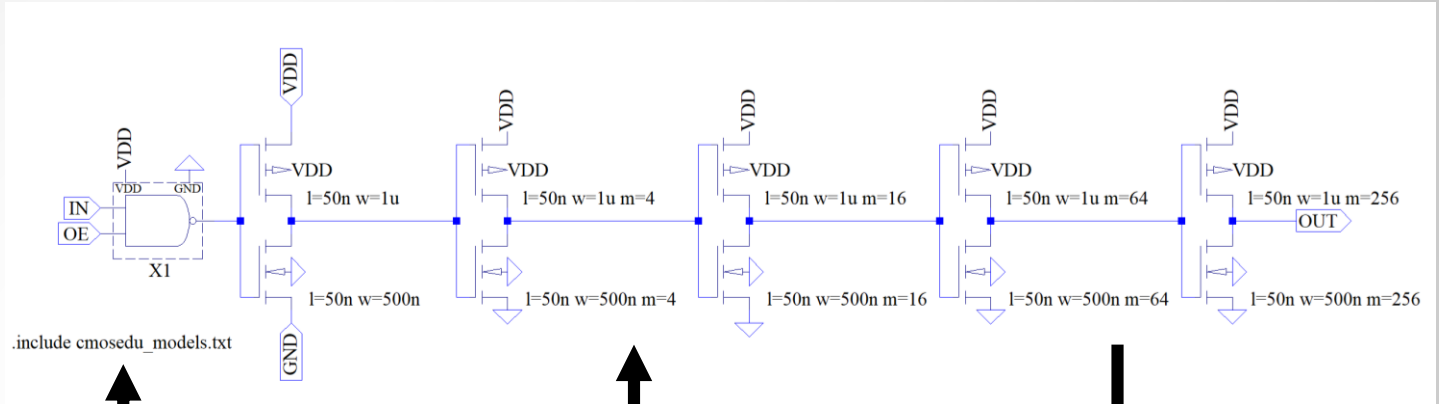 VDD
VDD
VDD
VDD
VDD
VDD
VDD
GND
VDD
VDD
VDD
VDD
VDD
l=50n w=1u
l=50n w=1u m=4
l=50n w=1u m=16
l=50n w=1u m=64
l=50n w=1u m=256
IN
OE
OUT
X1
l=50n w=500n
l=50n w=500n m=4
l=50n w=500n m=16
l=50n w=500n m=64
l=50n w=500n m=256
.include cmosedu_models.txt
GND